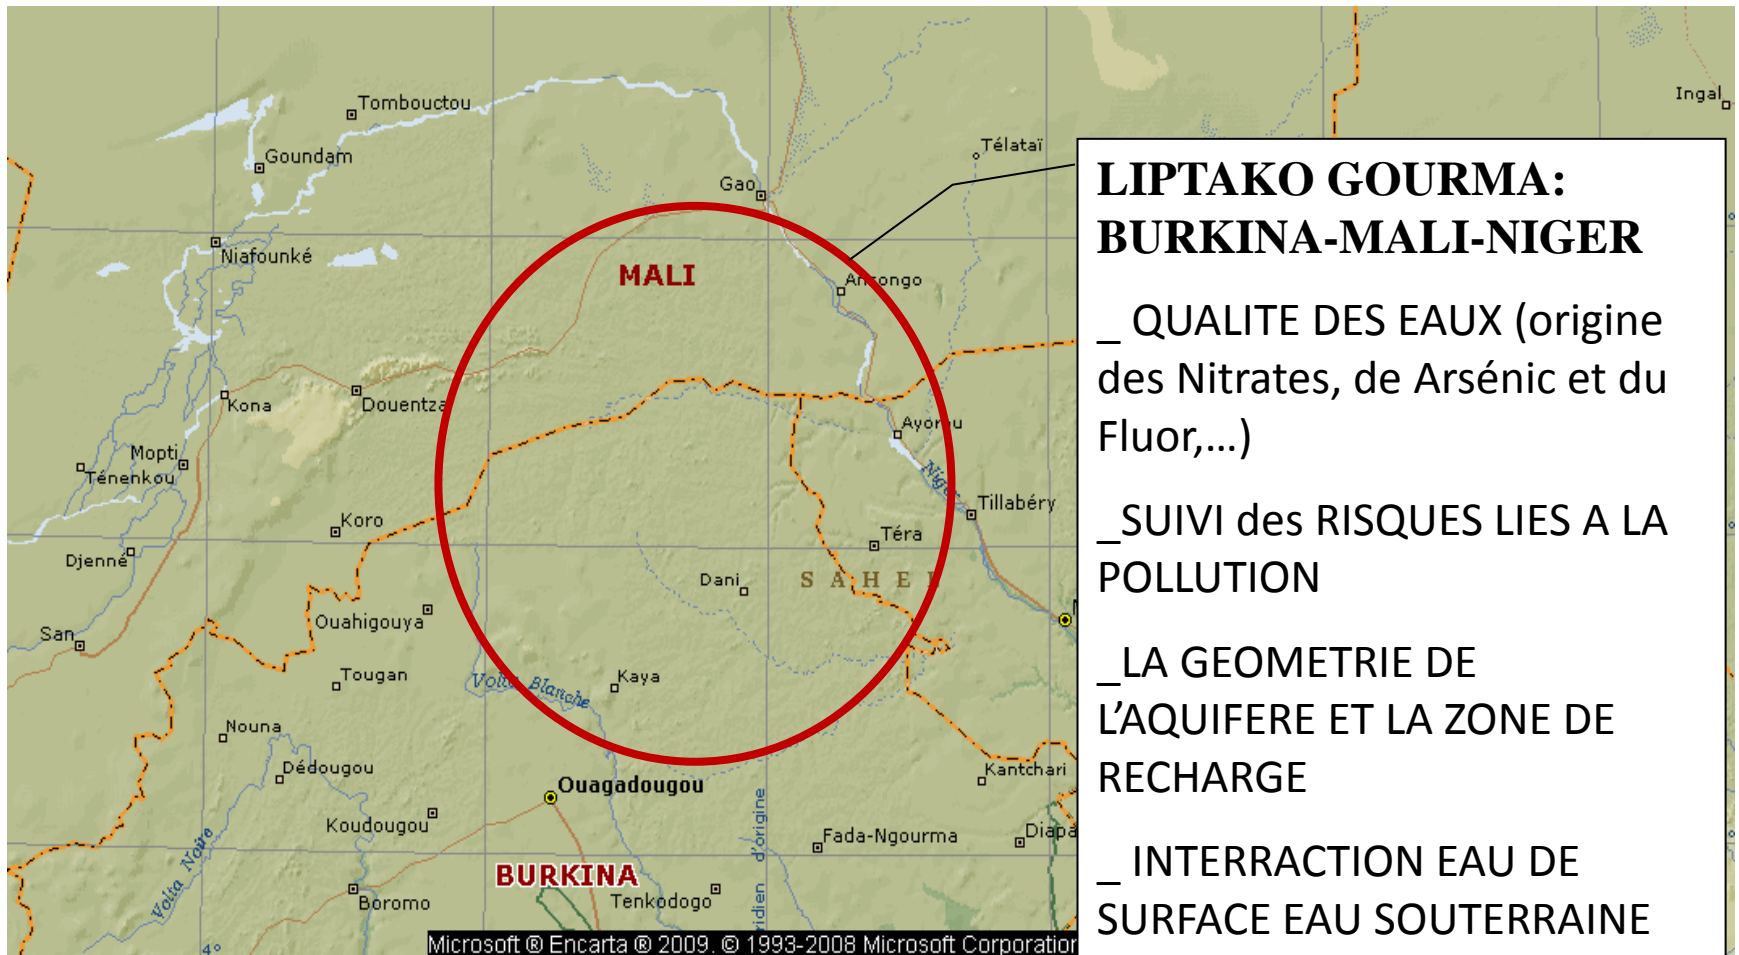 Ingal
Tombouctou
Télataï
Goundam
Gao
Niafounké
MALI
Ansongo
Kona
Douentza
Ayorou
Mopti
Ténenkou
Niger
Tillabéry
Koro
Téra
Djenné
Dani
SAHEL
Ouahigouya
San
Tougan
Volta Blanche
Kaya
Nouna
Dédougou
Ouagadougou
Kantchari
Koudougou
Fada-Ngourma
Diapa
Volta Noire
d'origine
ridien
BURKINA
Boromo
Tenkodogo
4°
Microsoft ® Encarta ® 2009. © 1993-2008 Microsoft Corporation
LIPTAKO GOURMA:
BURKINA-MALI-NIGER
_ QUALITE DES EAUX (origine
des Nitrates, de Arsénic et du
Fluor,...)
_SUIVI des RISQUES LIES A LA
POLLUTION
_LA GEOMETRIE DE
L'AQUIFERE ET LA ZONE DE
RECHARGE
_ INTERRACTION EAU DE
SURFACE EAU SOUTERRAINE